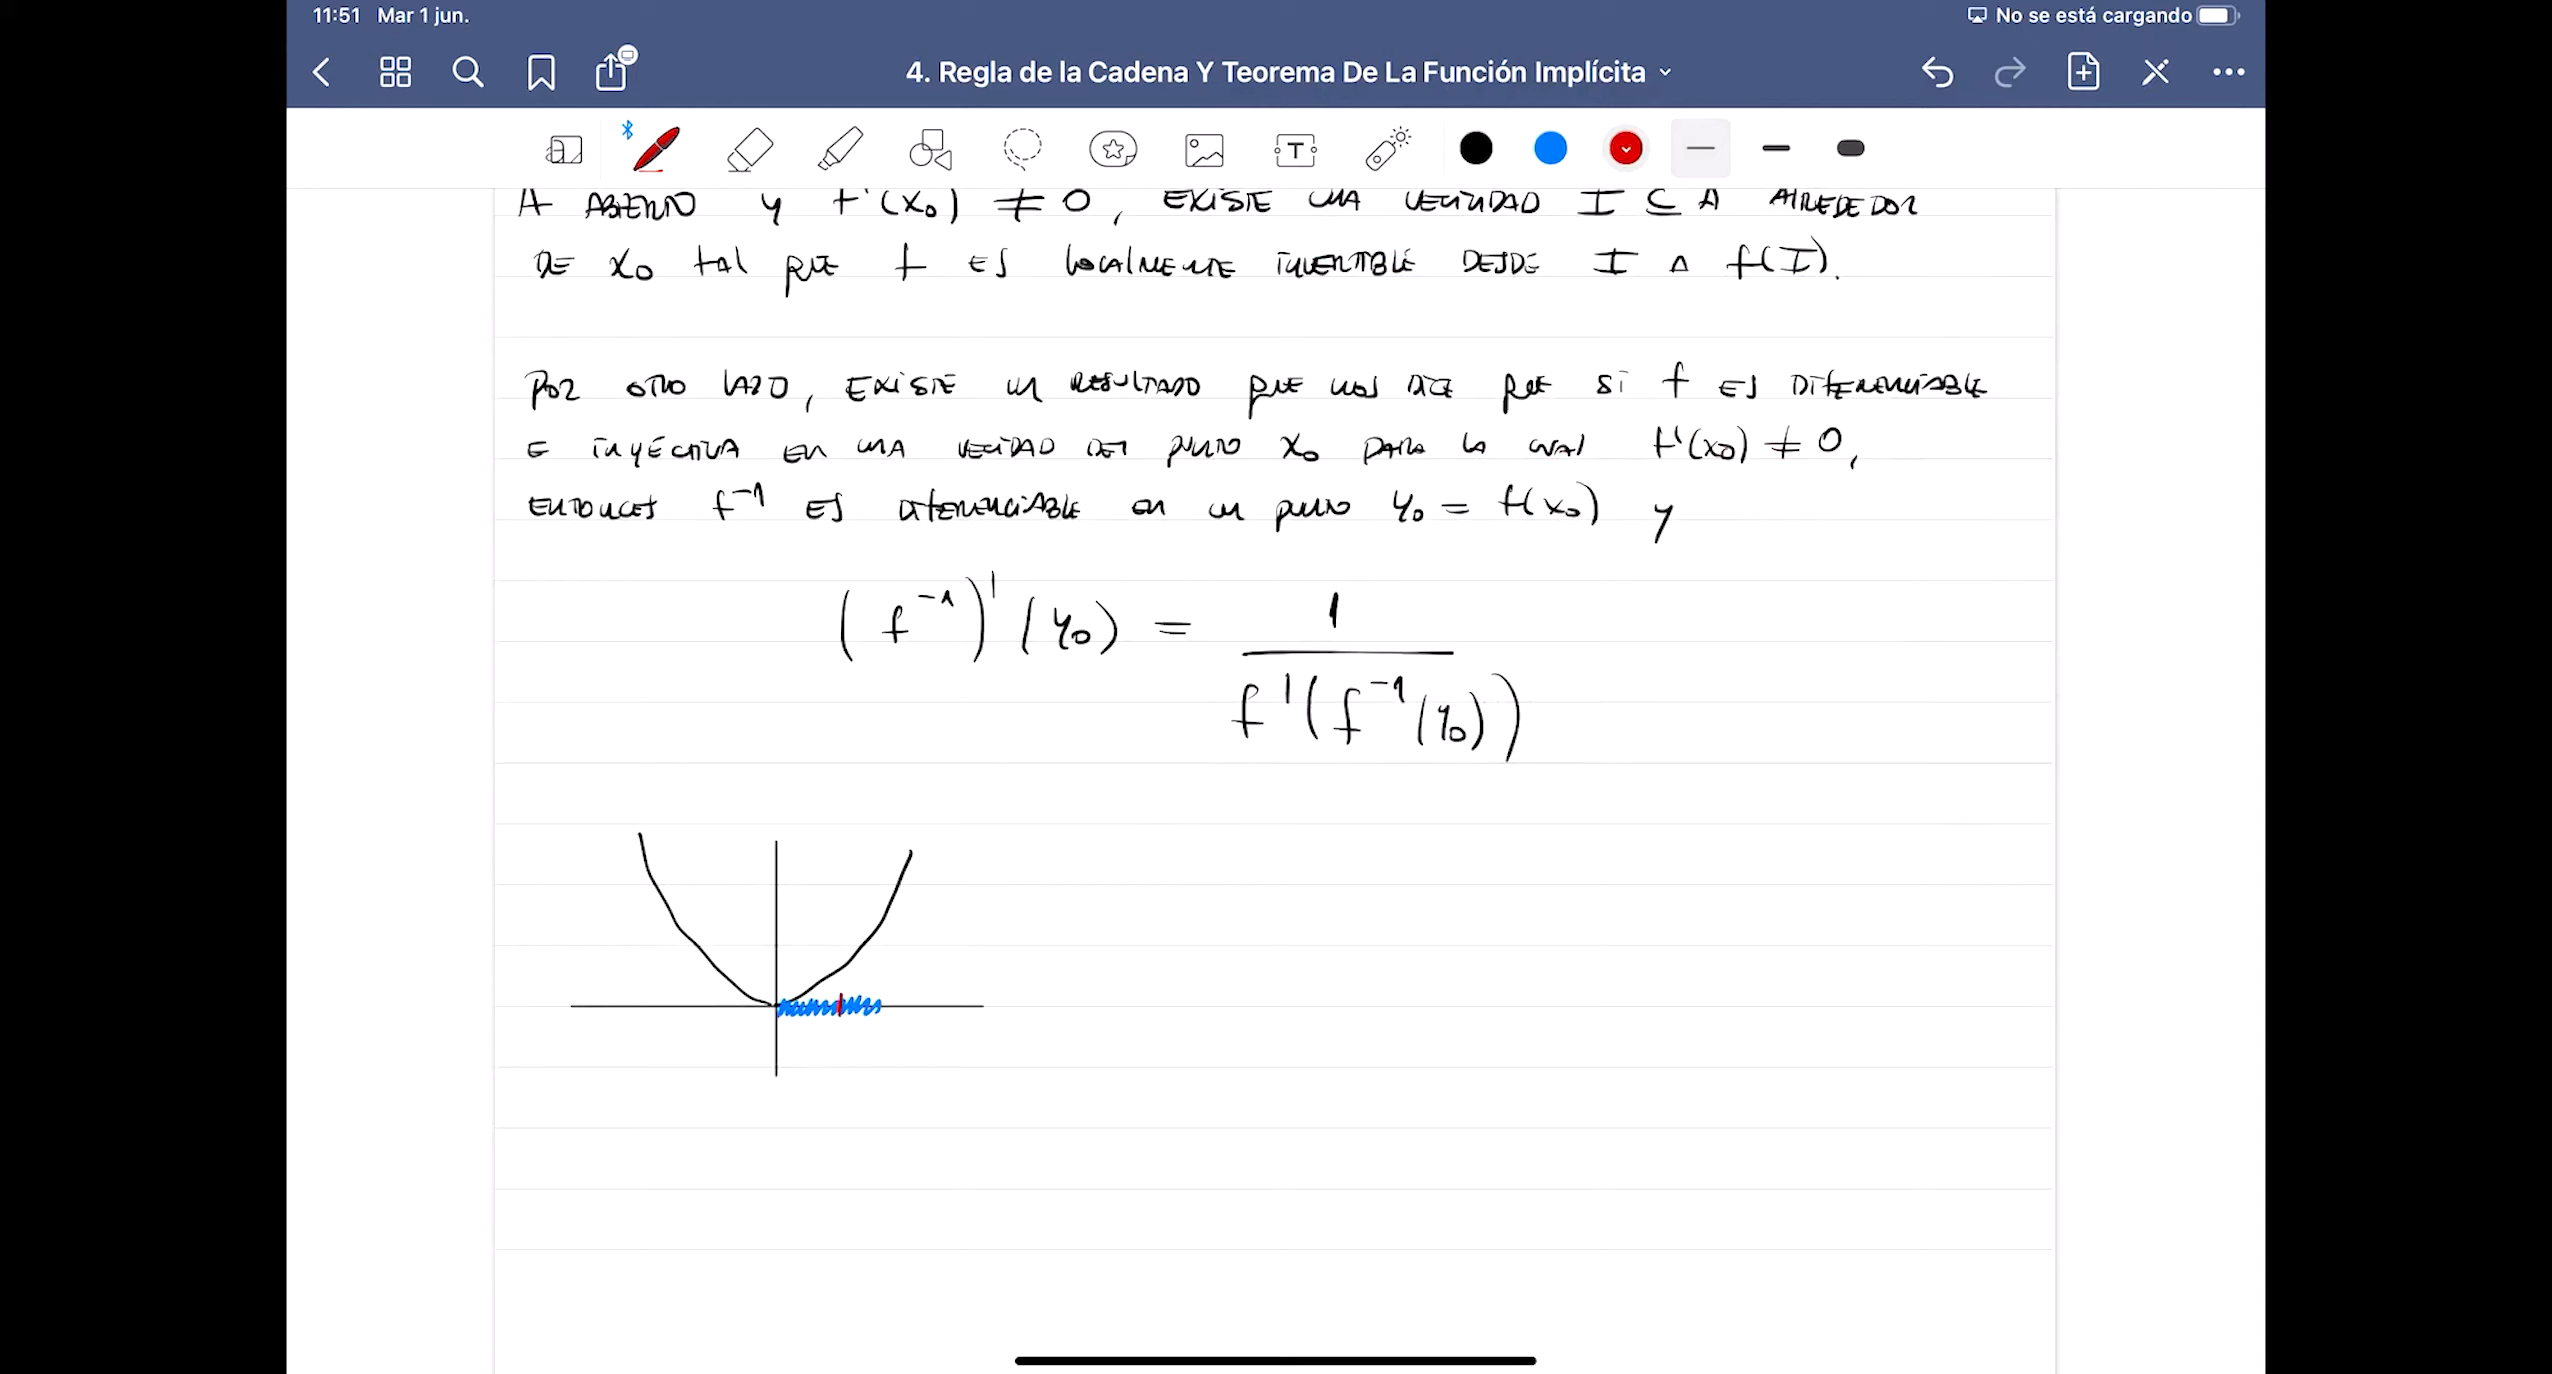 11:51 Mar 1 jun.
No se está cargando
4. Regla de la Cadena Y Teorema De La Función Implícita
A ABIERTO y f'(x₀) ≠ 0, EXISTE UNA VECINDAD I ⊆ A ALREDEDOR
DE x₀ tal que f ES localmente INVERTIBLE DESDE I A f(I).
POR OTRO LADO, EXISTE UN RESULTADO que nos dice que si f ES DIFERENCIABLE
E INYECTIVA EN UNA VECIDAD DEL punto x₀ para la cual f'(x₀) ≠ 0,
ENTONCES f⁻¹ ES DIFERENCIABLE en un punto y₀ = f(x₀) y
(f⁻¹)'(y₀) = 1 / f'(f⁻¹(y₀))